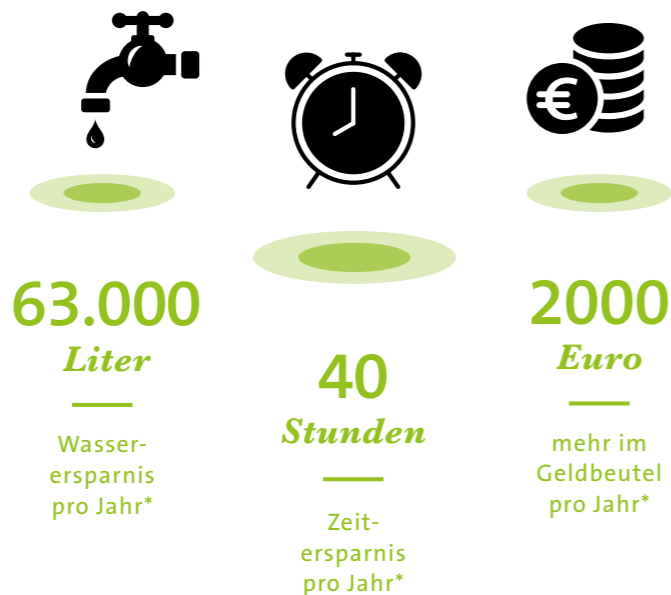 €
63.000
Liter
Wasser-
ersparnis
pro Jahr*
40
Stunden
Zeit-
ersparnis
pro Jahr*
2000
Euro
mehr im
Geldbeutel
pro Jahr*